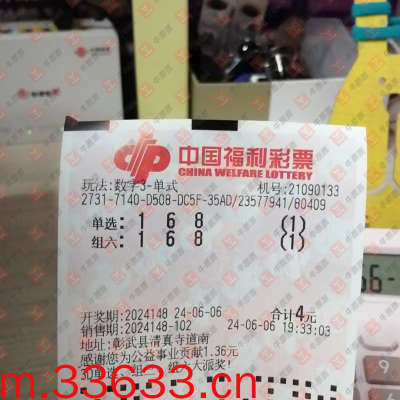 中国福利彩票
CHINA WELFARE LOTTERY
玩法:数字3-单式 机号:21090133
2731-7140-D508-DC5F-35AD/23577941/60409
单选:1 6 8 (1)
组六:1 6 8 (1)
开奖期:2024148 24-06-06 合计4元
销售期:2024148-102 24-06-06 19:33:03
地址:彰武县清真寺道南
感谢您为公益事业贡献1.36元
m.33633.cn